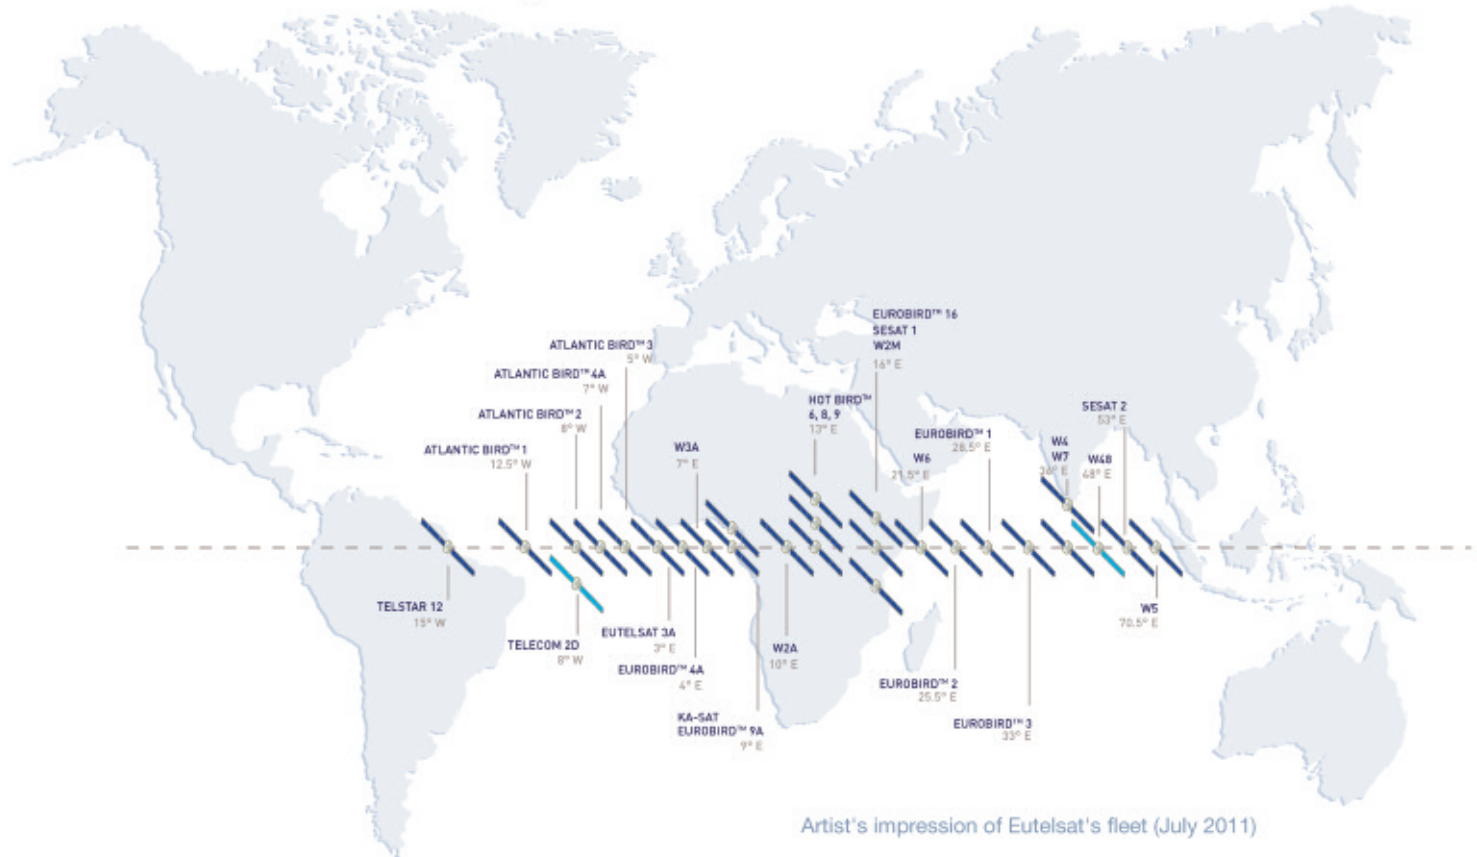 EUROBIRD™ 16
SESAT 1
W2M
16° E
ATLANTIC BIRD™ 3
5° W
ATLANTIC BIRD™ 4A
7° W
HOT BIRD™
6, 8, 9
13° E
ATLANTIC BIRD™ 2
8° W
SESAT 2
53° E
EUROBIRD™ 1
28,5° E
ATLANTIC BIRD™ 1
12.5° W
W3A
7° E
W6
21.5° E
W4
W7
36° E
W48
48° E
TELSTAR 12
15° W
W5
70.5° E
TELECOM 2D
8° W
EUTELSAT 3A
3° E
EUROBIRD™ 4A
4° E
W2A
10° E
EUROBIRD™ 2
25.5° E
KA-SAT
EUROBIRD™ 9A
9° E
EUROBIRD™ 3
33° E
Artist's impression of Eutelsat's fleet (July 2011)